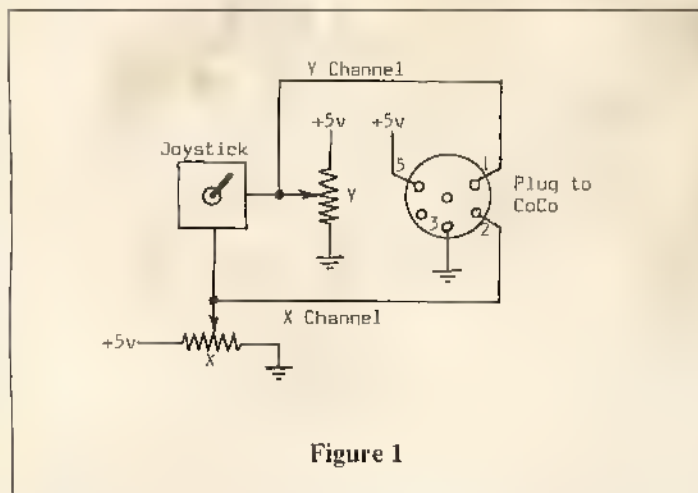 Y Channel
+5v
+5v
Joystick
5
1
Y
Plug to
CoCo
3
2
X Channel
+5v
X
Figure 1